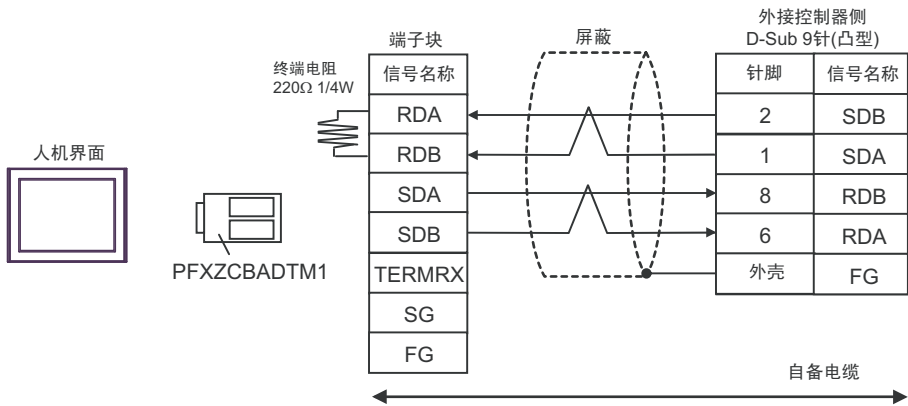 外接控制器侧
D-Sub 9针(凸型)
端子块
屏蔽
终端电阻
220Ω 1/4W
信号名称
针脚 信号名称
RDA 2 SDB
RDB 1 SDA
人机界面
SDA 8 RDB
SDB 6 RDA
PFXZCBADTM1
TERMRX 外壳 FG
SG
FG
自备电缆